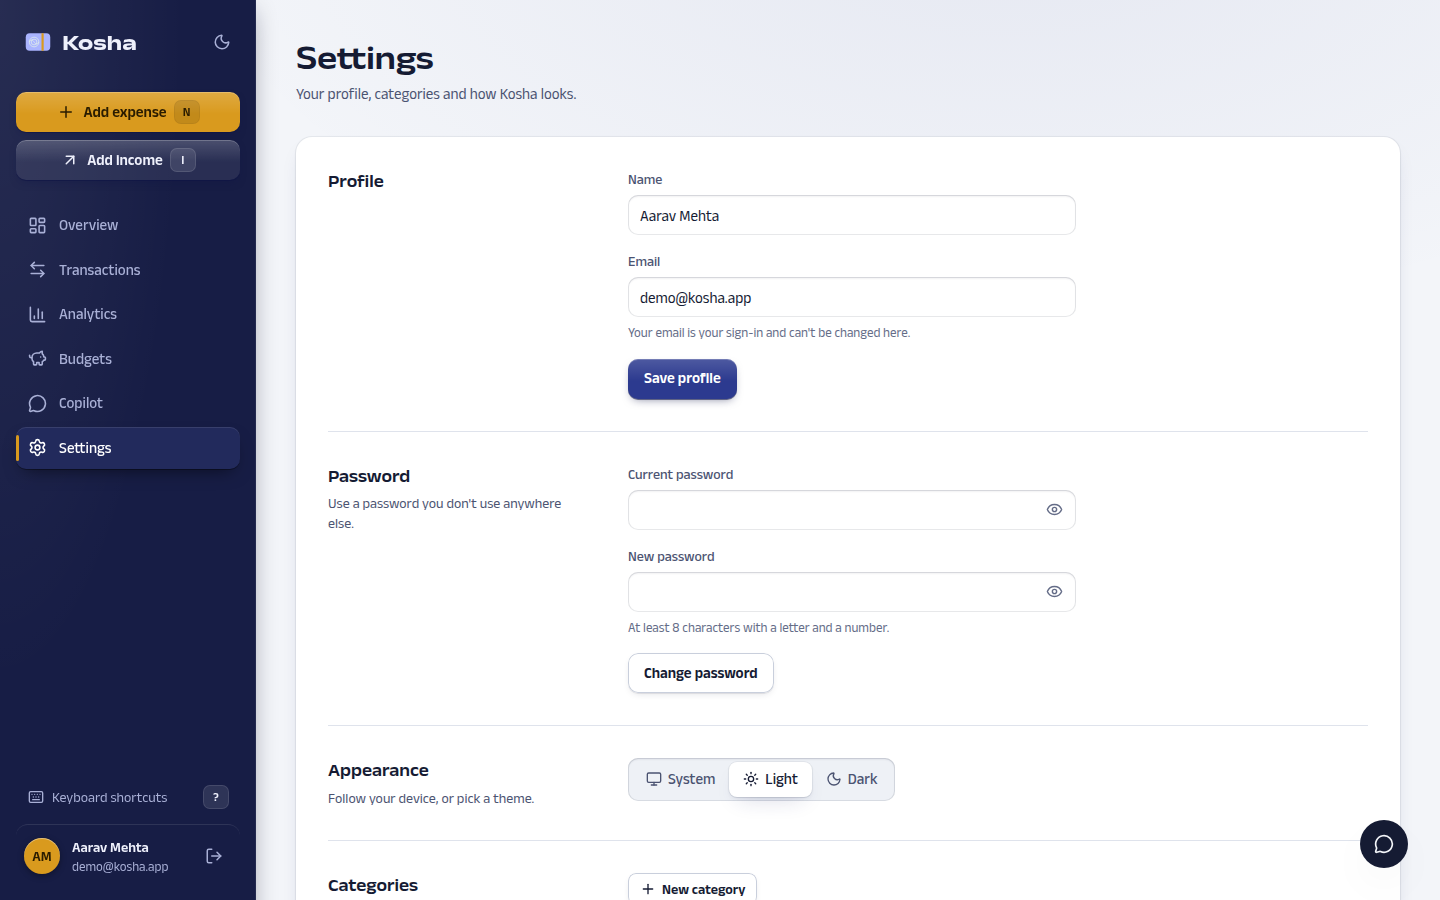 Kosha
Add expense N
Add income I
Overview
Transactions
Analytics
Budgets
Copilot
Settings
Keyboard shortcuts ?
AM
Aarav Mehta
demo@kosha.app
Settings
Your profile, categories and how Kosha looks.
Profile
Name
Aarav Mehta
Email
demo@kosha.app
Your email is your sign-in and can't be changed here.
Save profile
Password
Use a password you don't use anywhere
else.
Current password
New password
At least 8 characters with a letter and a number.
Change password
Appearance
Follow your device, or pick a theme.
System Light Dark
Categories
New category